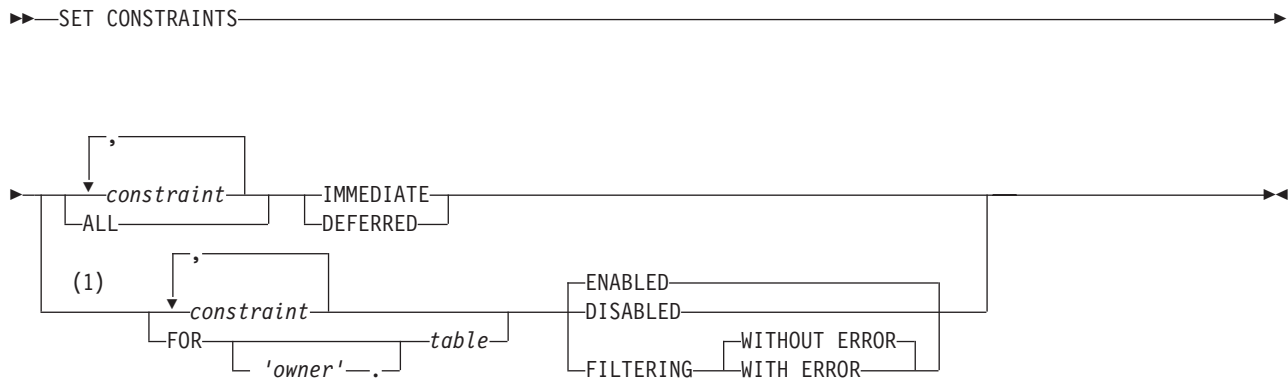 SET CONSTRAINTS
,
constraint IMMEDIATE
ALL DEFERRED
(1) , ENABLED
constraint DISABLED
FOR table WITHOUT ERROR
'owner' . FILTERING WITH ERROR